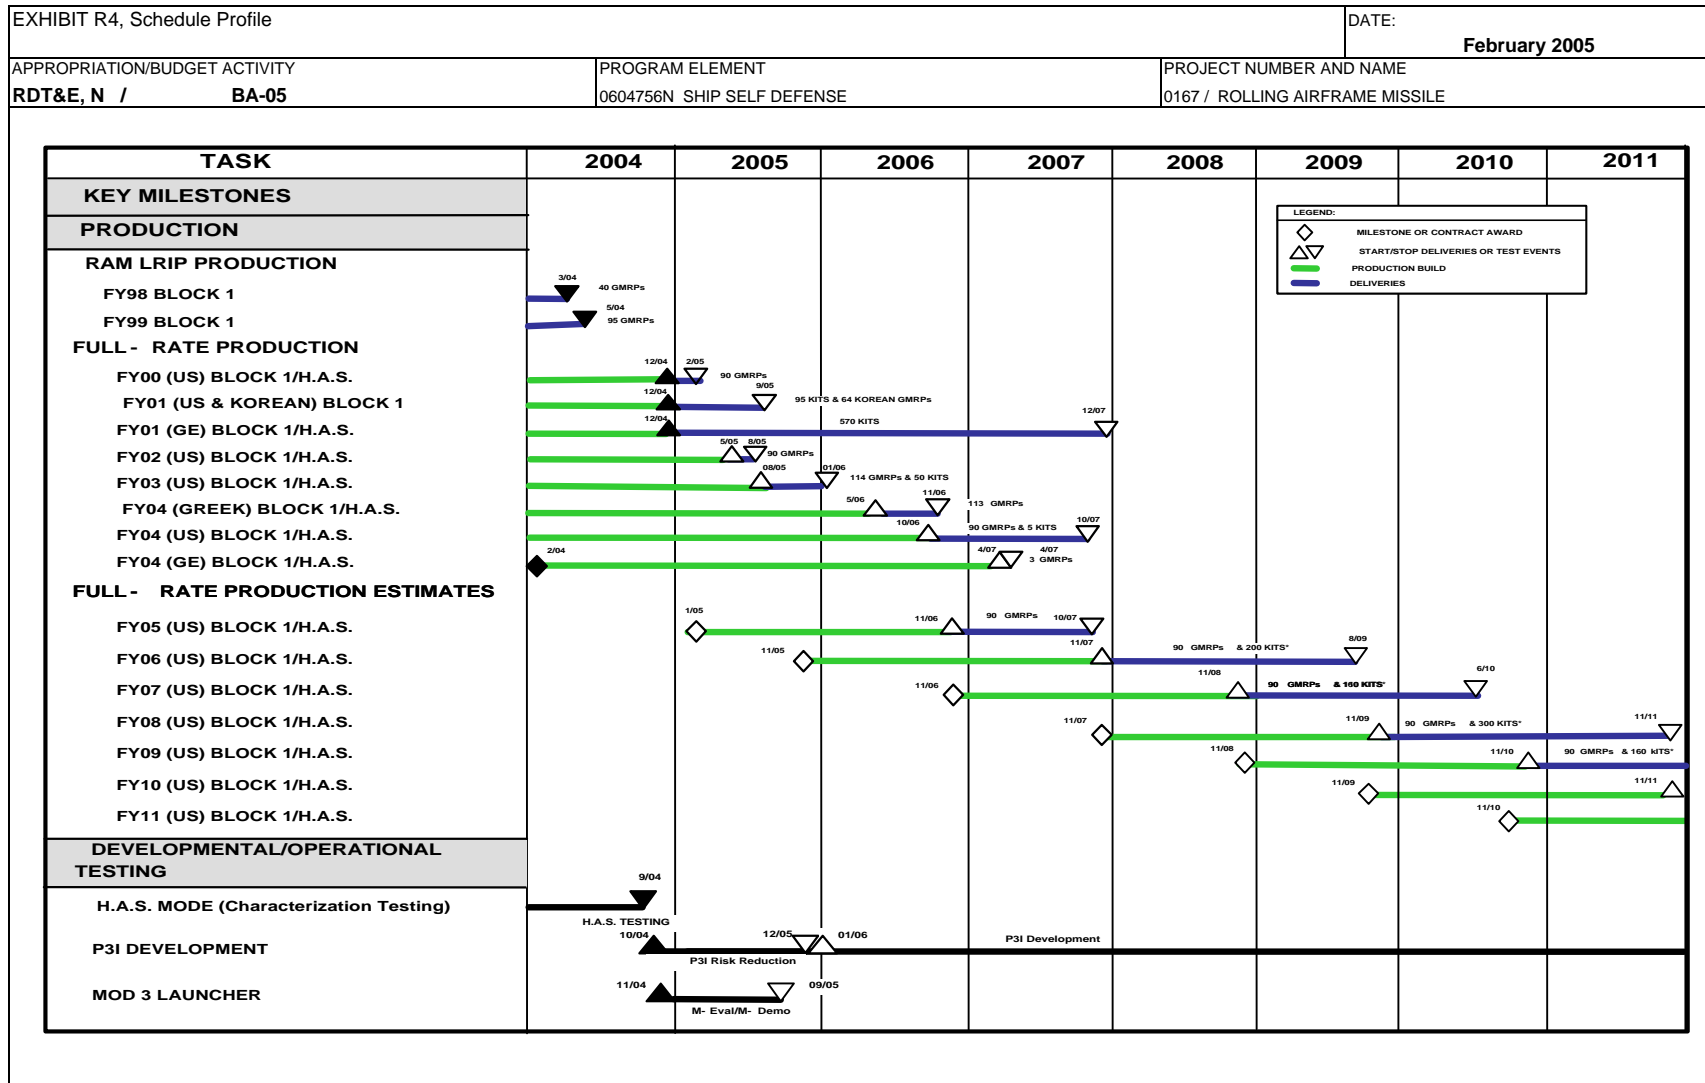 EXHIBIT R4, Schedule Profile
DATE:
February 2005
APPROPRIATION/BUDGET ACTIVITY PROGRAM ELEMENT PROJECT NUMBER AND NAME
RDT&E, N / BA-05 0604756N SHIP SELF DEFENSE 0167 / ROLLING AIRFRAME MISSILE
TASK 2004 2005 2006 2007 2008 2009 2010 2011
KEY MILESTONES
PRODUCTION
LEGEND:
MILESTONE OR CONTRACT AWARD
START/STOP DELIVERIES OR TEST EVENTS
PRODUCTION BUILD
DELIVERIES
RAM LRIP PRODUCTION
3/04
FY98 BLOCK 1 40 GMRPs
5/04
FY99 BLOCK 1 95 GMRPs
FULL - RATE PRODUCTION
12/04 2/05
FY00 (US) BLOCK 1/H.A.S. 90 GMRPs
12/04 9/05
FY01 (US & KOREAN) BLOCK 1 95 KITS & 64 KOREAN GMRPs
12/04 570 KITS 12/07
FY01 (GE) BLOCK 1/H.A.S.
5/05 8/05
FY02 (US) BLOCK 1/H.A.S. 90 GMRPs
08/05 01/06
FY03 (US) BLOCK 1/H.A.S. 114 GMRPs & 50 KITS
5/06 11/06
FY04 (GREEK) BLOCK 1/H.A.S. 113 GMRPs
10/06 90 GMRPs & 5 KITS 10/07
FY04 (US) BLOCK 1/H.A.S.
2/04 4/07 4/07
FY04 (GE) BLOCK 1/H.A.S. 3 GMRPs
FULL - RATE PRODUCTION ESTIMATES
1/05 11/06 90 GMRPs 10/07
FY05 (US) BLOCK 1/H.A.S.
11/05 11/07 90 GMRPs & 200 KITS* 8/09
FY06 (US) BLOCK 1/H.A.S.
11/06 11/08 90 GMRPs & 160 KITS* 6/10
FY07 (US) BLOCK 1/H.A.S.
11/07 11/09 90 GMRPs & 300 KITS* 11/11
FY08 (US) BLOCK 1/H.A.S.
11/08 11/10 90 GMRPs & 160 kITS*
FY09 (US) BLOCK 1/H.A.S.
11/09 11/11
FY10 (US) BLOCK 1/H.A.S.
11/10
FY11 (US) BLOCK 1/H.A.S.
DEVELOPMENTAL/OPERATIONAL
TESTING
9/04
H.A.S. MODE (Characterization Testing)
H.A.S. TESTING
10/04 12/05 01/06 P3I Development
P3I DEVELOPMENT
P3I Risk Reduction
11/04 09/05
MOD 3 LAUNCHER
M- Eval/M- Demo